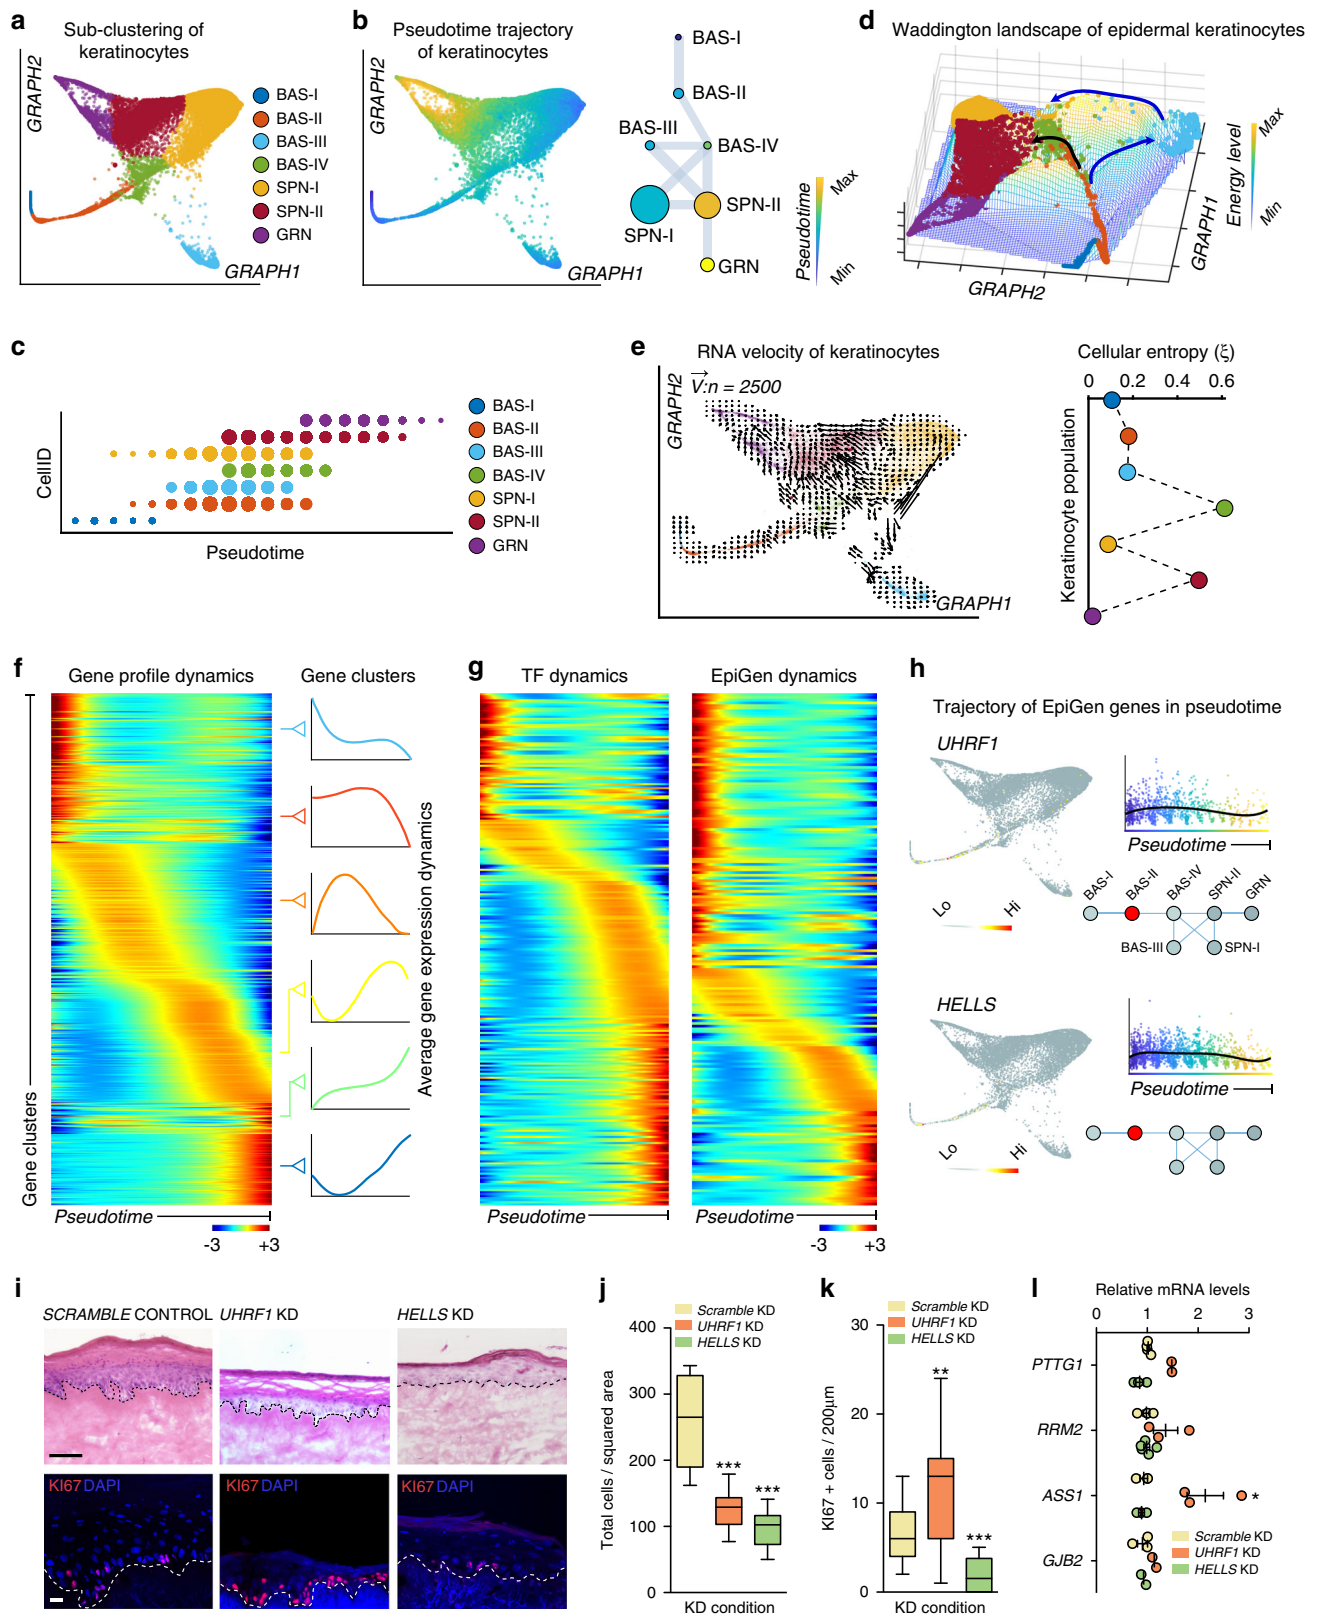 a
Sub-clustering of
keratinocytes
GRAPH2
GRAPH1
BAS-I
BAS-II
BAS-III
BAS-IV
SPN-I
SPN-II
GRN
b
Pseudotime trajectory
of keratinocytes
GRAPH2
GRAPH1
BAS-I
BAS-II
BAS-III
BAS-IV
SPN-II
SPN-I
GRN
Pseudotime
Max
Min
d
Waddington landscape of epidermal keratinocytes
GRAPH2
GRAPH1
Energy level
Max
Min
c
CellID
Pseudotime
BAS-I
BAS-II
BAS-III
BAS-IV
SPN-I
SPN-II
GRN
e
RNA velocity of keratinocytes
V:n = 2500
GRAPH2
GRAPH1
Cellular entropy (ξ)
0 0.2 0.4 0.6
Keratinocyte population
f
Gene profile dynamics
Gene clusters
Gene clusters
Average gene expression dynamics
Pseudotime
-3 +3
g
TF dynamics
EpiGen dynamics
Pseudotime
Pseudotime
-3 +3
h
Trajectory of EpiGen genes in pseudotime
UHRF1
Pseudotime
Lo Hi
BAS-I
BAS-II
BAS-IV
SPN-II
GRN
BAS-III
SPN-I
HELLS
Pseudotime
Lo Hi
i
SCRAMBLE CONTROL
UHRF1 KD
HELLS KD
KI67 DAPI
KI67 DAPI
KI67 DAPI
j
Scramble KD
UHRF1 KD
HELLS KD
Total cells / squared area
400
300
200
100
0
***
***
KD condition
k
Scramble KD
UHRF1 KD
HELLS KD
KI67 + cells / 200μm
30
20
10
0
**
***
KD condition
l
Relative mRNA levels
0 1 2 3
PTTG1
RRM2
ASS1
*
GJB2
Scramble KD
UHRF1 KD
HELLS KD